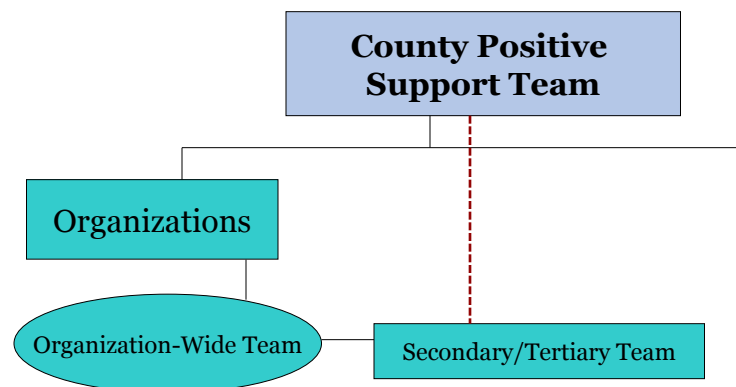 County Positive
Support Team
Organizations
Organization-Wide Team
Secondary/Tertiary Team